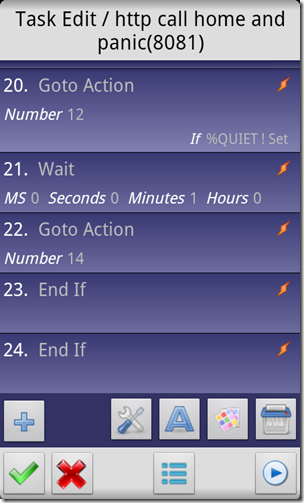 Task Edit / http call home and
panic(8081)
20. Goto Action
Number 12
If %QUIET ! Set
21. Wait
MS 0 Seconds 0 Minutes 1 Hours 0
22. Goto Action
Number 14
23. End If
24. End If
A